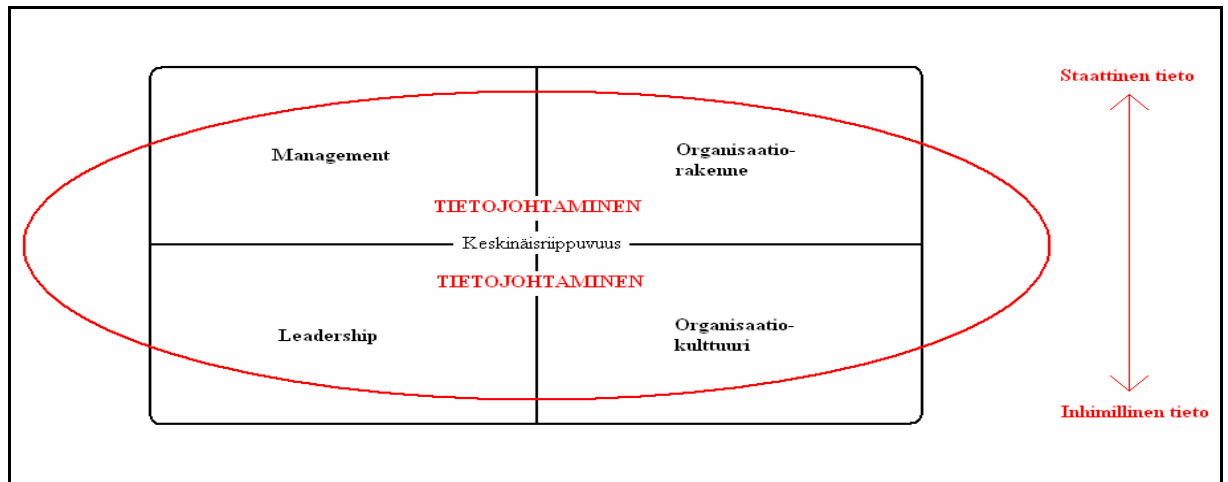 Staattinen tieto
Management
Organisaatio-
rakenne
TIETOJOHTAMINEN
Keskinäisriippuvuus
TIETOJOHTAMINEN
Leadership
Organisaatio-
kulttuuri
Inhimillinen tieto